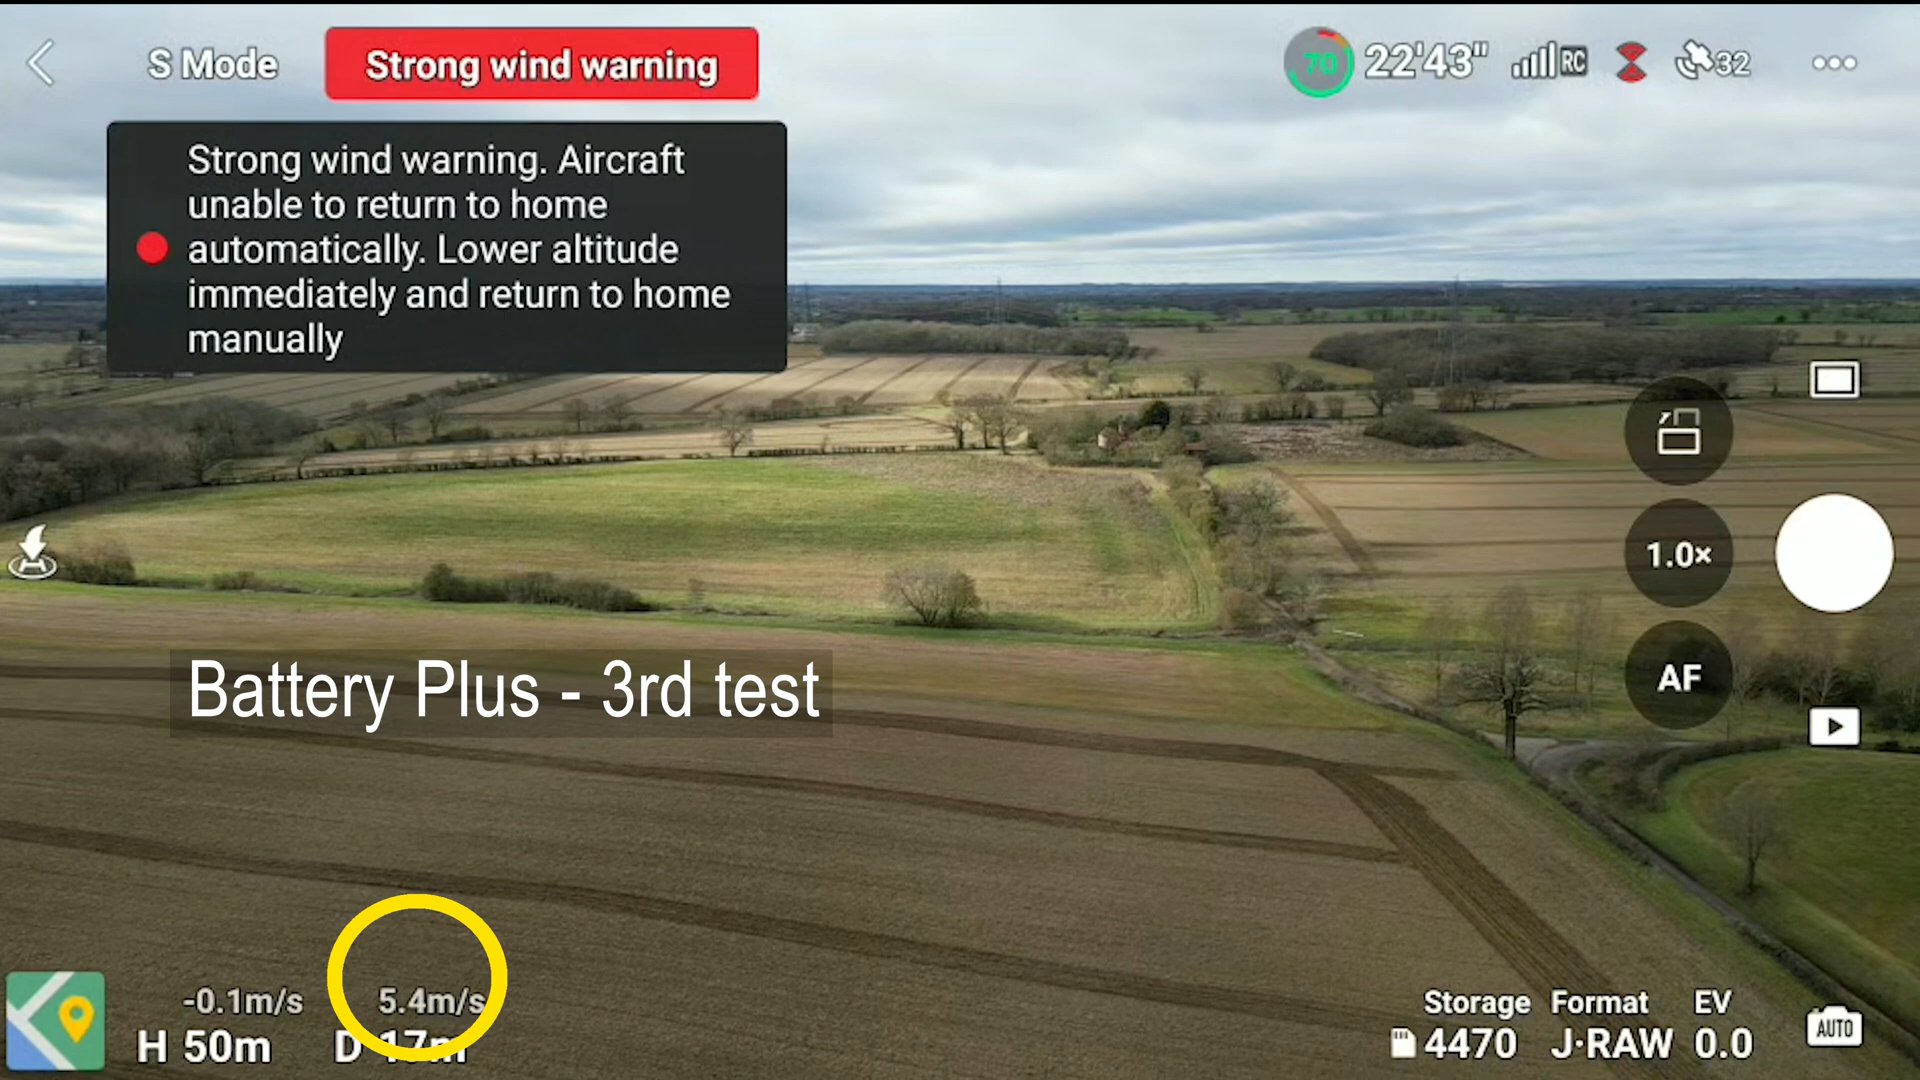 S Mode
Strong wind warning
70
22'43"
RC
32
Strong wind warning. Aircraft
unable to return to home
automatically. Lower altitude
immediately and return to home
manually
1.0×
AF
Battery Plus - 3rd test
-0.1m/s 5.4m/s
H 50m D 17m
Storage Format EV
4470 J·RAW 0.0
AUTO